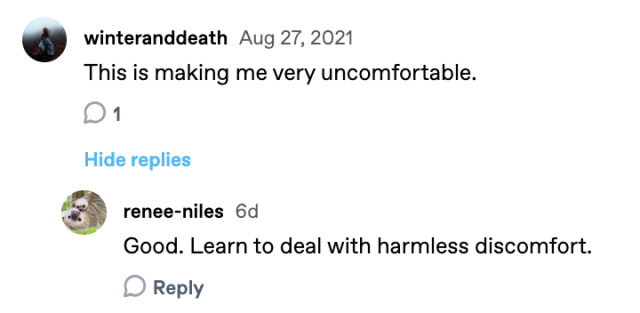 winteranddeath Aug 27, 2021
This is making me very uncomfortable.
1
Hide replies
renee-niles 6d
Good. Learn to deal with harmless discomfort.
Reply